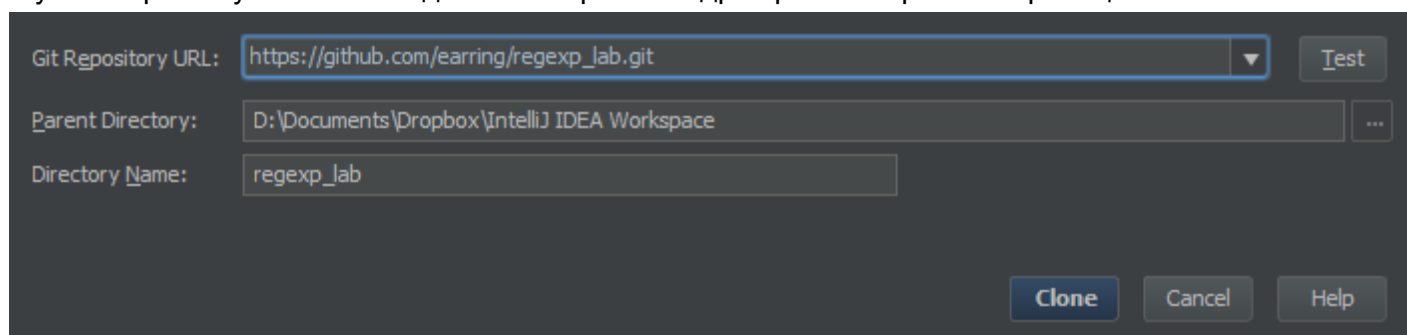 Git Repository URL: https://github.com/earring/regexp_lab.git Test
Parent Directory: D:\Documents\Dropbox\IntelliJ IDEA Workspace ...
Directory Name: regexp_lab
Clone Cancel Help